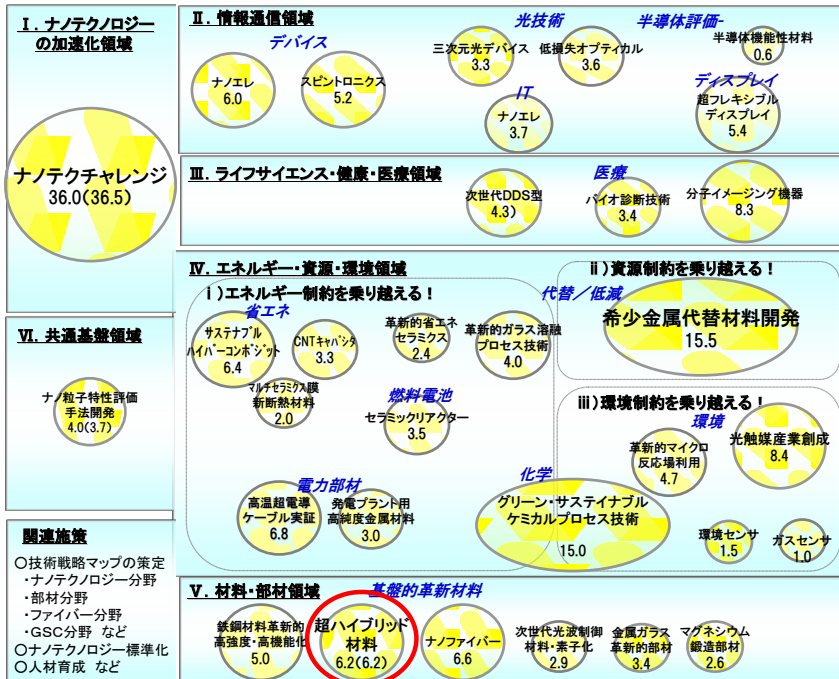 Ⅰ．ナノテクノロジー
の加速化領域
ナノテクチャレンジ
36.0(36.5)
Ⅱ．情報通信領域
デバイス
光技術
半導体評価-
ナノエレ
6.0
スピントロニクス
5.2
三次元光デバイス
3.3
低損失オプティカル
3.6
半導体機能性材料
0.6
IT
ナノエレ
3.7
ディスプレイ
超フレキシブル
ディスプレイ
5.4
Ⅲ．ライフサイエンス・健康・医療領域
医療
次世代DDS型
4.3）
バイオ診断技術
3.4
分子イメージング機器
8.3
Ⅳ．エネルギー・資源・環境領域
ⅰ）エネルギー制約を乗り越える！
省エネ
サステナブル
ハイパーコンポジット
6.4
CNTキャパシタ
3.3
革新的省エネ
セラミクス
2.4
革新的ガラス溶融
プロセス技術
4.0
マルチセラミクス膜
新断熱材料
2.0
燃料電池
セラミックリアクター
3.5
電力部材
高温超電導
ケーブル実証
6.8
発電プラント用
高純度金属材料
3.0
代替／低減
ⅱ）資源制約を乗り越える！
希少金属代替材料開発
15.5
ⅲ）環境制約を乗り越える！
環境
革新的マイクロ
反応場利用
4.7
光触媒産業創成
8.4
化学
グリーン・サステイナブル
ケミカルプロセス技術
15.0
環境センサ
1.5
ガスセンサ
1.0
Ⅴ．材料・部材領域
基盤的革新材料
鉄鋼材料革新的
高強度・高機能化
5.0
超ハイブリッド
材料
6.2(6.2)
ナノファイバー
6.6
次世代光波制御
材料・素子化
2.9
金属ガラス
革新的部材
3.4
マグネシウム
鍛造部材
2.6
Ⅵ．共通基盤領域
ナノ粒子特性評価
手法開発
4.0(3.7)
関連施策
○技術戦略マップの策定
・ナノテクノロジー分野
・部材分野
・ファイバー分野
・GSC分野 など
○ナノテクノロジー標準化
○人材育成 など